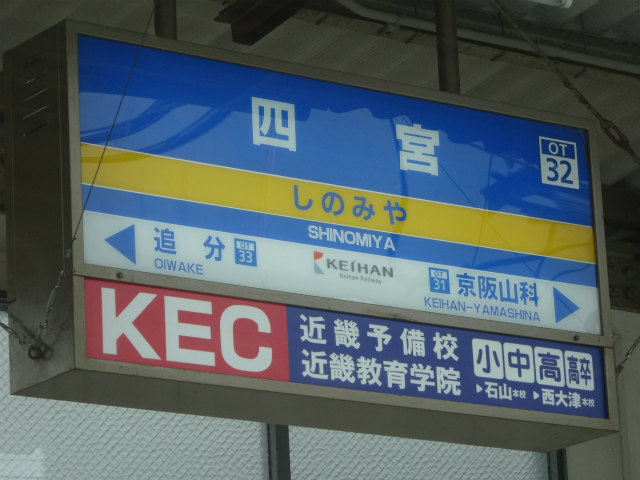 四宮
OT
32
しのみや
SHINOMIYA
追分
OT
33
OIWAKE
KEIHAN
Keihan Railway
OT
31
京阪山科
KEIHAN-YAMASHINA
KEC
近畿予備校
近畿教育学院
小 中 高 高卒
▶石山本校 ▶西大津本校